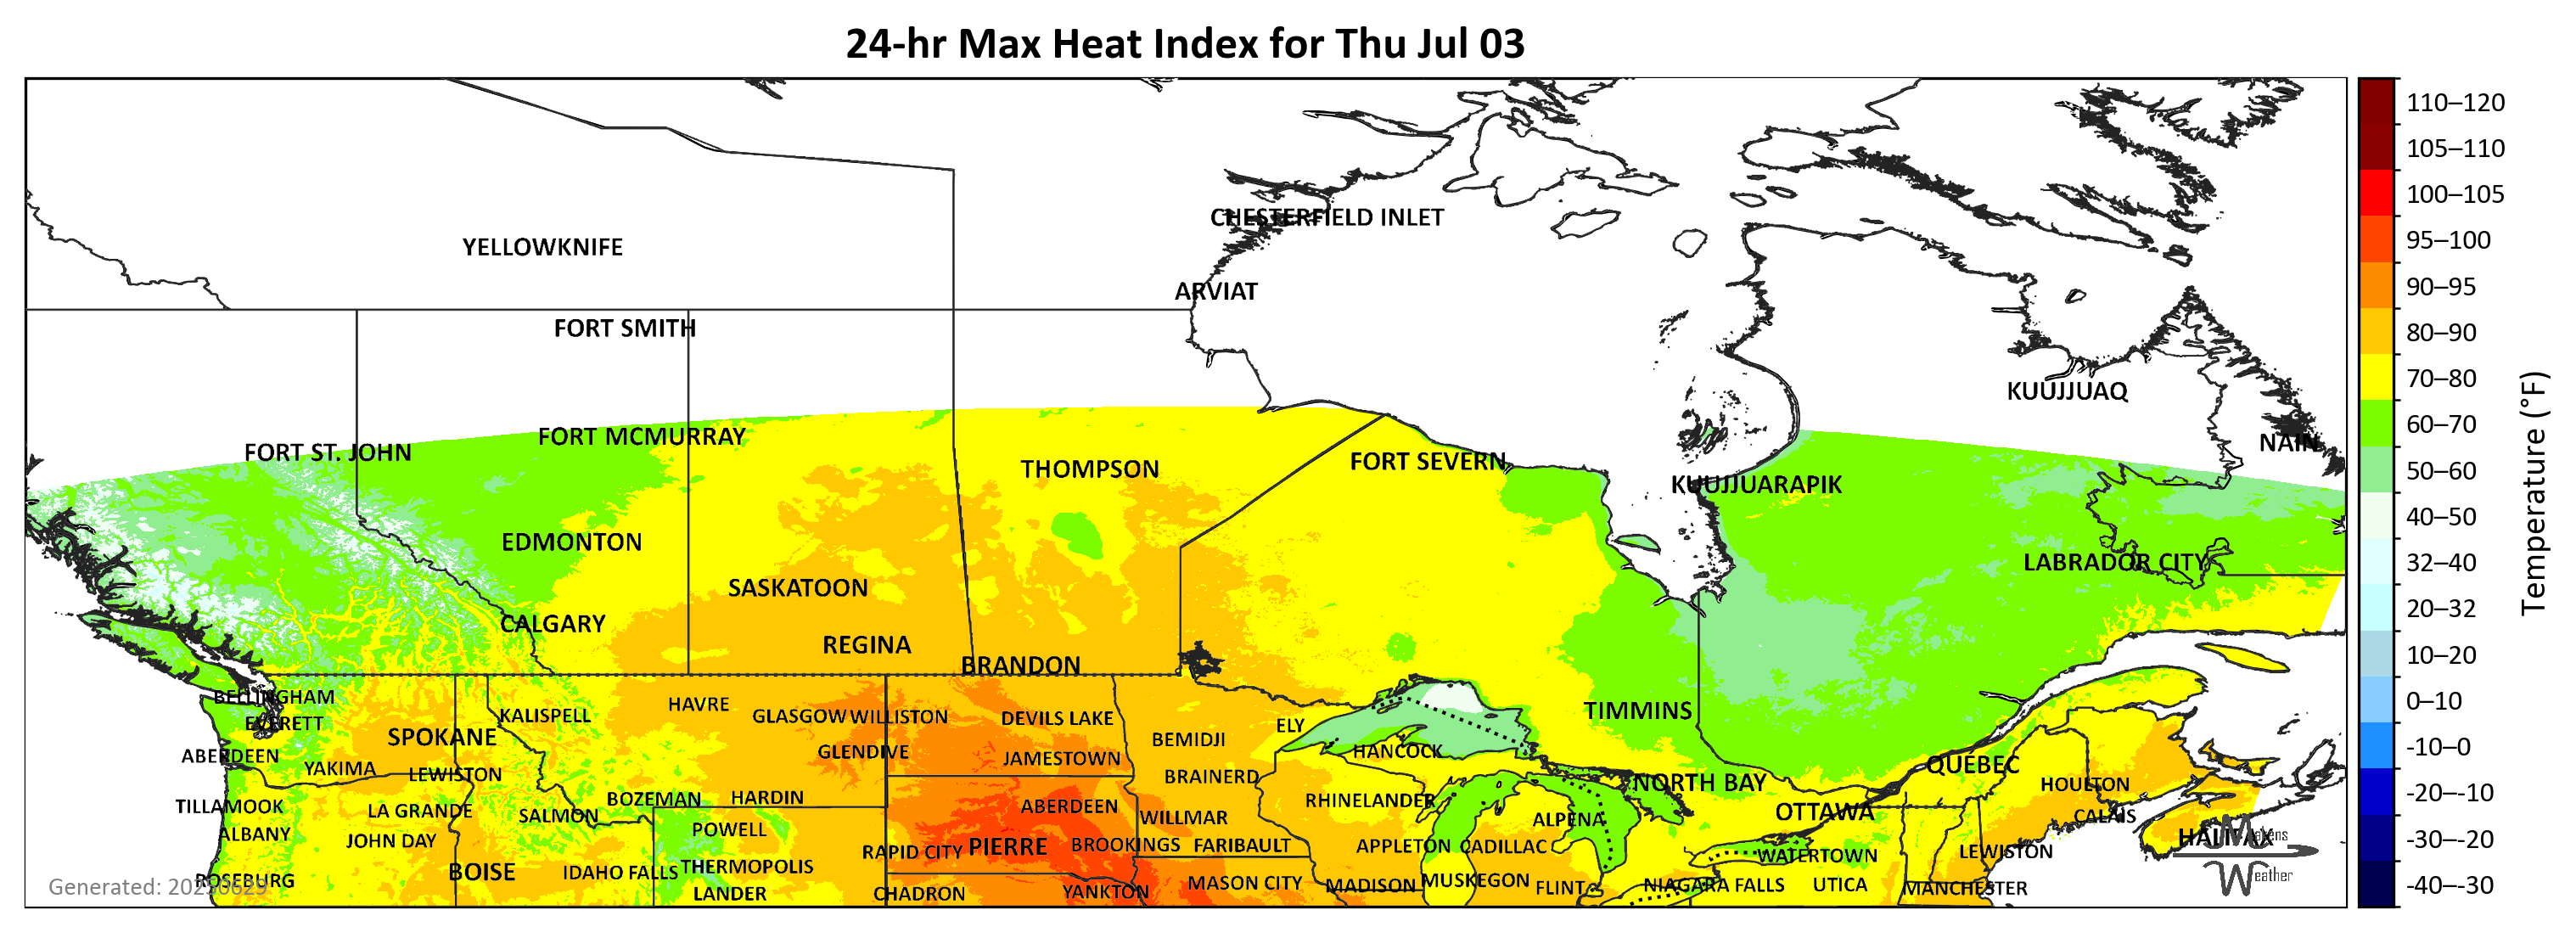 24-hr Max Heat Index for Thu Jul 03
110–120
105–110
100–105
95–100
90–95
80–90
70–80
60–70
50–60
40–50
32–40
20–32
10–20
0–10
-10–0
-20–-10
-30–-20
-40–-30
Temperature (°F)
CHESTERFIELD INLET
YELLOWKNIFE
ARVIAT
FORT SMITH
KUUJJUAQ
FORT MCMURRAY
NAIN
FORT ST. JOHN
FORT SEVERN
THOMPSON
KUUJJUARAPIK
EDMONTON
LABRADOR CITY
SASKATOON
CALGARY
REGINA
BRANDON
BELLINGHAM
HAVRE
TIMMINS
KALISPELL
GLASGOW
WILLISTON
DEVILS LAKE
EVERETT
ELY
SPOKANE
BEMIDJI
HANCOCK
ABERDEEN
GLENDIVE
JAMESTOWN
QUÉBEC
YAKIMA
LEWISTON
BRAINERD
NORTH BAY
HOULTON
BOZEMAN
HARDIN
RHINELANDER
TILLAMOOK
LA GRANDE
SALMON
ABERDEEN
WILLMAR
ALPENA
OTTAWA
CALAIS
ALBANY
JOHN DAY
POWELL
HALIFAX
RAPID CITY
PIERRE
BROOKINGS
FARIBAULT
APPLETON
CADILLAC
WATERTOWN
LEWISTON
BOISE
IDAHO FALLS
THERMOPOLIS
ROSEBURG
MASON CITY
MADISON
MUSKEGON
FLINT
NIAGARA FALLS
UTICA
MANCHESTER
LANDER
CHADRON
YANKTON
Generated: 20250629
Makens
Weather